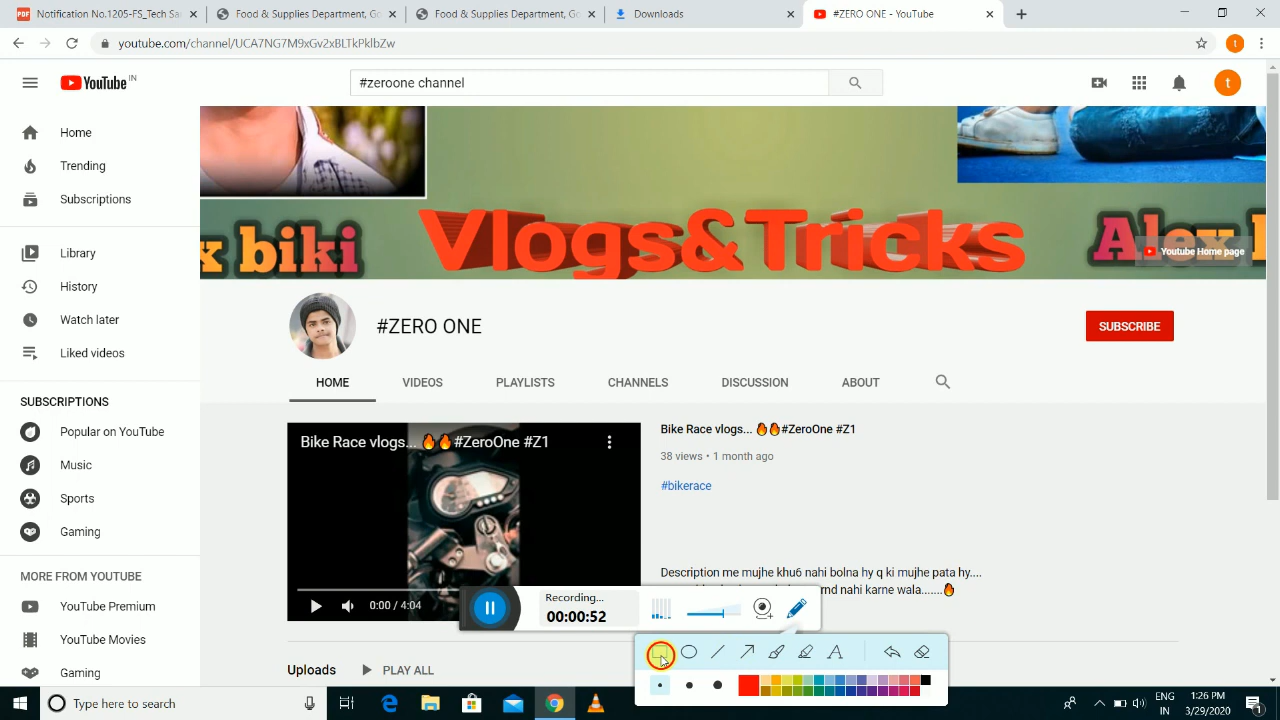 No.135-FS-FS_Tech Sa
Food & Supplies Department, Go
Food & Supplies Department, Go
Downloads
#ZERO ONE - YouTube
youtube.com/channel/UCA7NG7M9xGv2xBLTkPklbZw
t
YouTube IN
#zeroone channel
t
Home
Trending
Subscriptions
Library
History
Watch later
Liked videos
SUBSCRIPTIONS
Popular on YouTube
Music
Sports
Gaming
MORE FROM YOUTUBE
YouTube Premium
YouTube Movies
Gaming
x biki
Vlogs&Tricks
Alex b
Youtube Home page
#ZERO ONE
SUBSCRIBE
HOME
VIDEOS
PLAYLISTS
CHANNELS
DISCUSSION
ABOUT
Bike Race vlogs... 🔥🔥#ZeroOne #Z1
0:00 / 4:04
Bike Race vlogs... 🔥🔥#ZeroOne #Z1
38 views • 1 month ago
#bikerace
Description me mujhe khu6 nahi bolna hy q ki mujhe pata hy....
rnd nahi karne wala.......🔥
Recording...
00:00:52
A
Uploads
PLAY ALL
Type here to search
ENG
IN
1:26 PM
3/29/2020